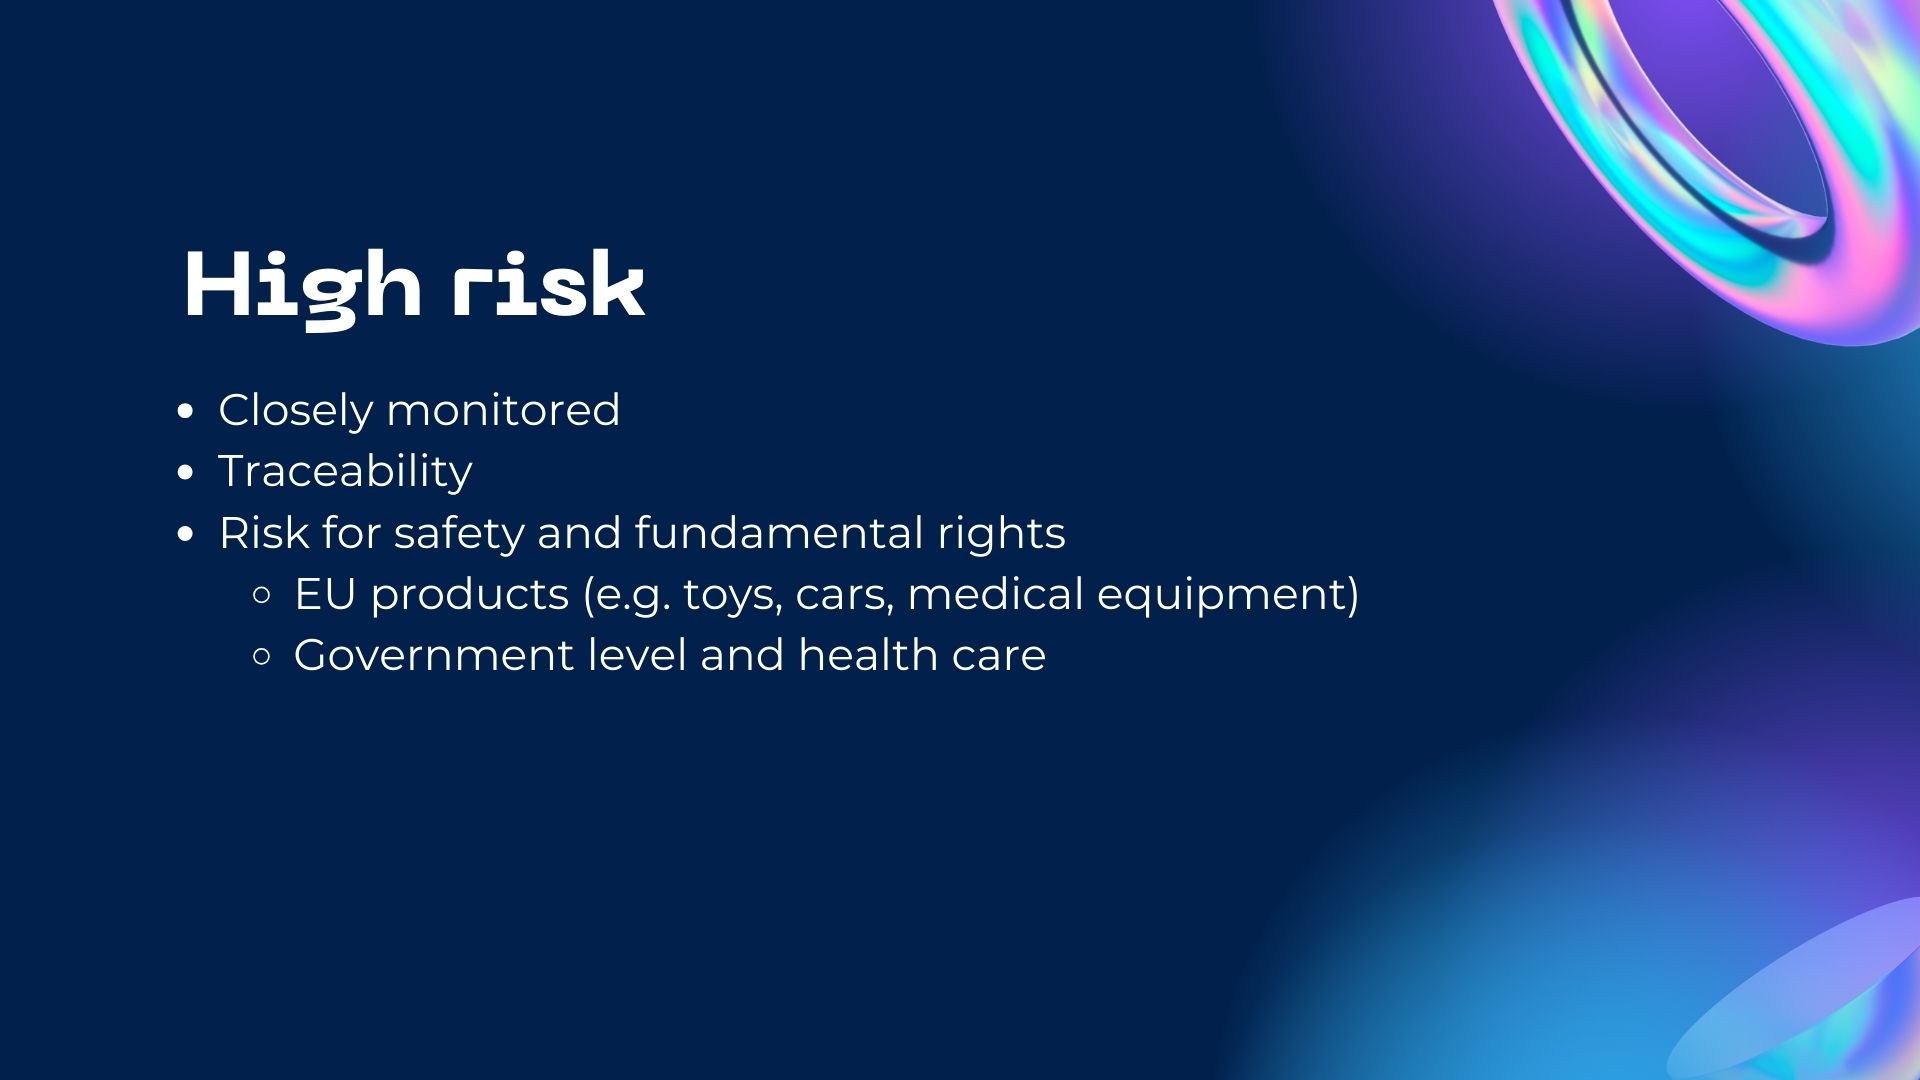 High risk
• Closely monitored
• Traceability
• Risk for safety and fundamental rights
◦ EU products (e.g. toys, cars, medical equipment)
◦ Government level and health care